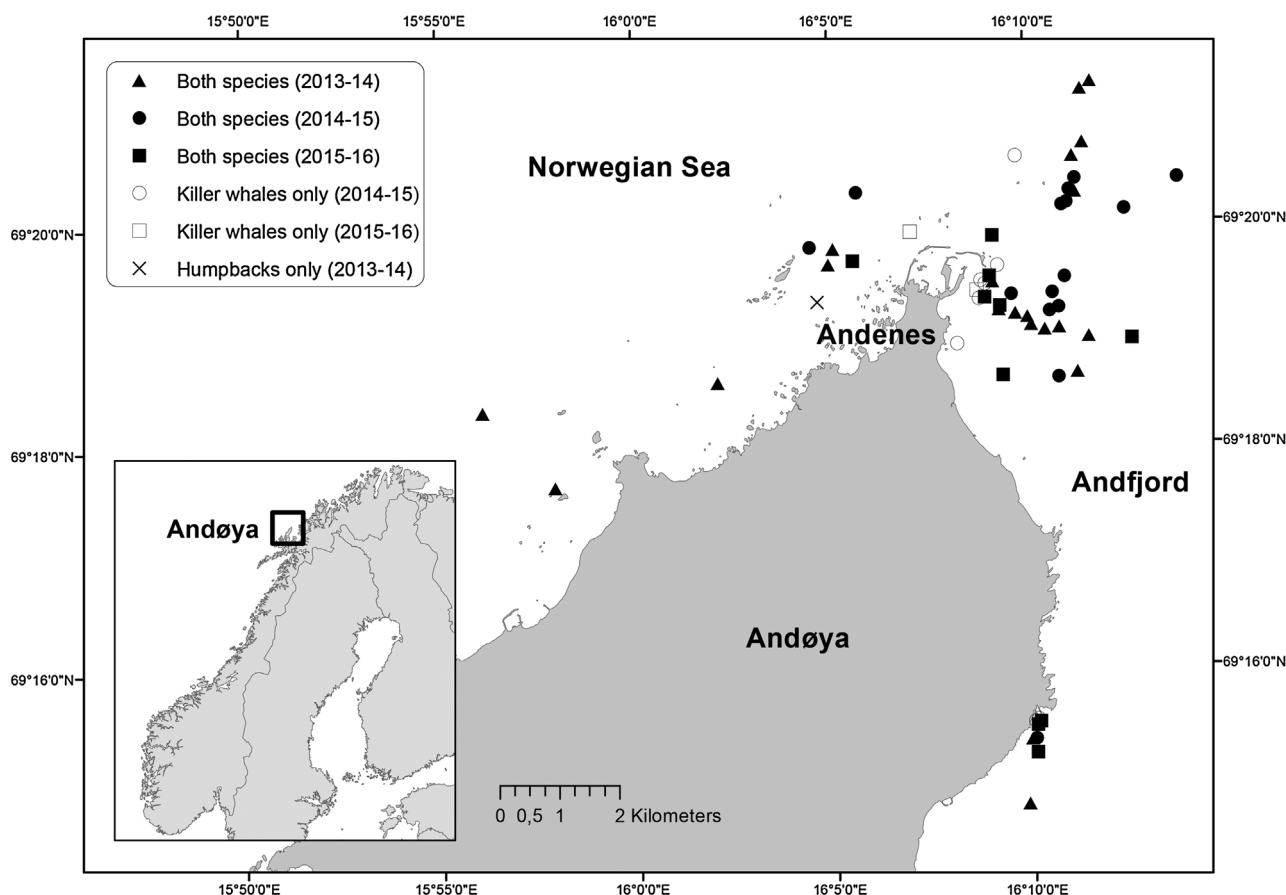 15°50'0"E 15°55'0"E 16°0'0"E 16°5'0"E 16°10'0"E
Both species (2013-14)
Both species (2014-15)
Both species (2015-16)
Killer whales only (2014-15)
Killer whales only (2015-16)
Humpbacks only (2013-14)
Norwegian Sea
69°20'0"N
69°20'0"N
Andenes
69°18'0"N
69°18'0"N
Andfjord
Andøya
Andøya
69°16'0"N
69°16'0"N
0 0,5 1 2 Kilometers
15°50'0"E 15°55'0"E 16°0'0"E 16°5'0"E 16°10'0"E